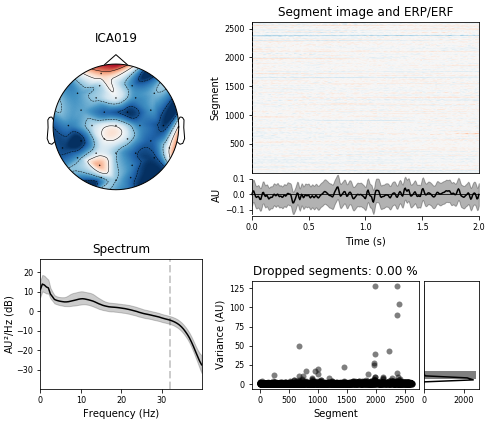 ICA019
Segment image and ERP/ERF
2500
2000
1500
1000
500
Segment
0.1
0.0
−0.1
AU
0.0 0.5 1.0 1.5 2.0
Time (s)
Spectrum
20
10
0
−10
−20
−30
AU²/Hz (dB)
0 10 20 30
Frequency (Hz)
Dropped segments: 0.00 %
125
100
75
50
25
0
Variance (AU)
0 500 1000 1500 2000 2500
Segment
0 2000